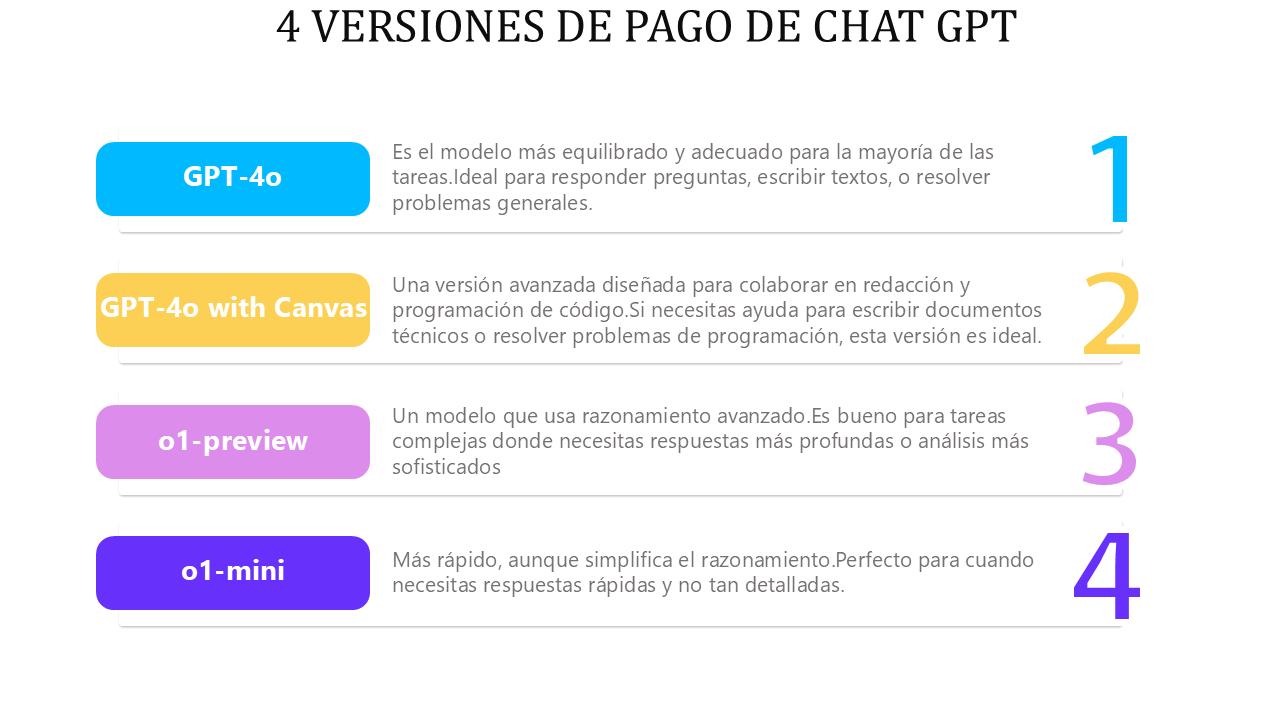 4 VERSIONES DE PAGO DE CHAT GPT
GPT-4o
Es el modelo más equilibrado y adecuado para la mayoría de las
tareas.Ideal para responder preguntas, escribir textos, o resolver
problemas generales.
1
GPT-4o with Canvas
Una versión avanzada diseñada para colaborar en redacción y
programación de código.Si necesitas ayuda para escribir documentos
técnicos o resolver problemas de programación, esta versión es ideal.
2
o1-preview
Un modelo que usa razonamiento avanzado.Es bueno para tareas
complejas donde necesitas respuestas más profundas o análisis más
sofisticados
3
o1-mini
Más rápido, aunque simplifica el razonamiento.Perfecto para cuando
necesitas respuestas rápidas y no tan detalladas.
4